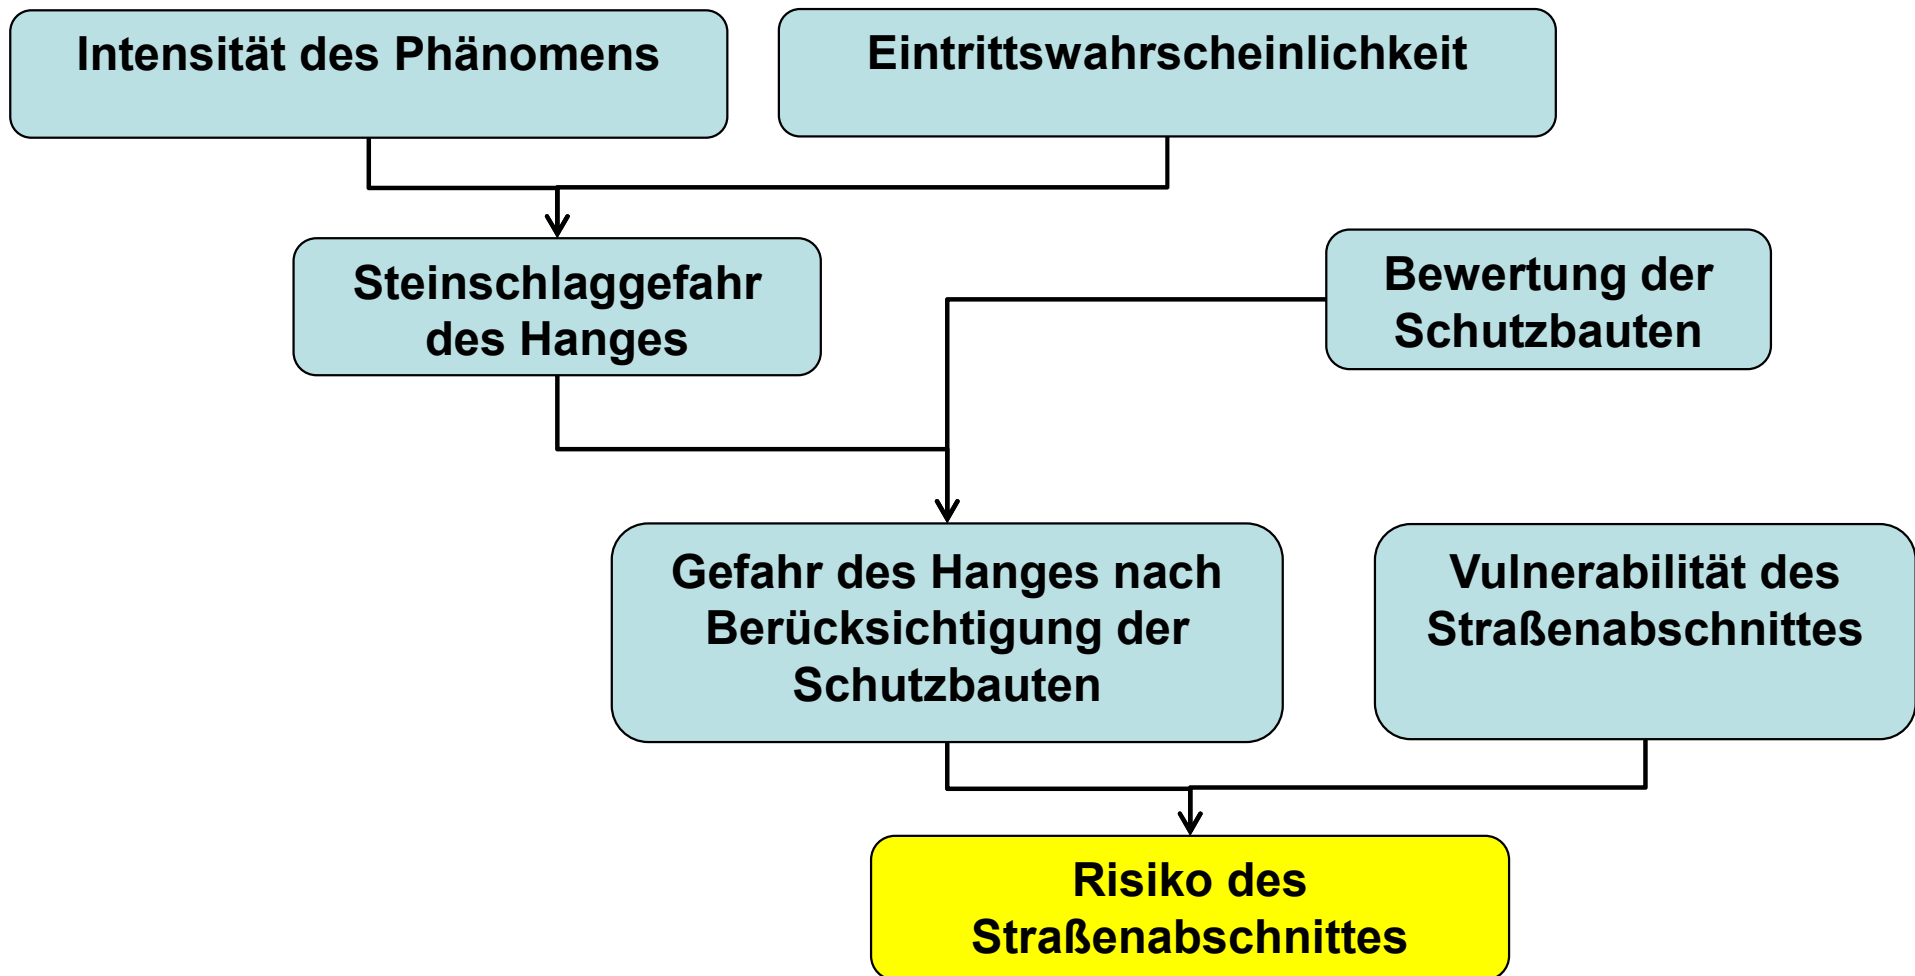 Intensität des Phänomens
Eintrittswahrscheinlichkeit
Steinschlaggefahr
des Hanges
Bewertung der
Schutzbauten
Gefahr des Hanges nach
Berücksichtigung der
Schutzbauten
Vulnerabilität des
Straßenabschnittes
Risiko des
Straßenabschnittes